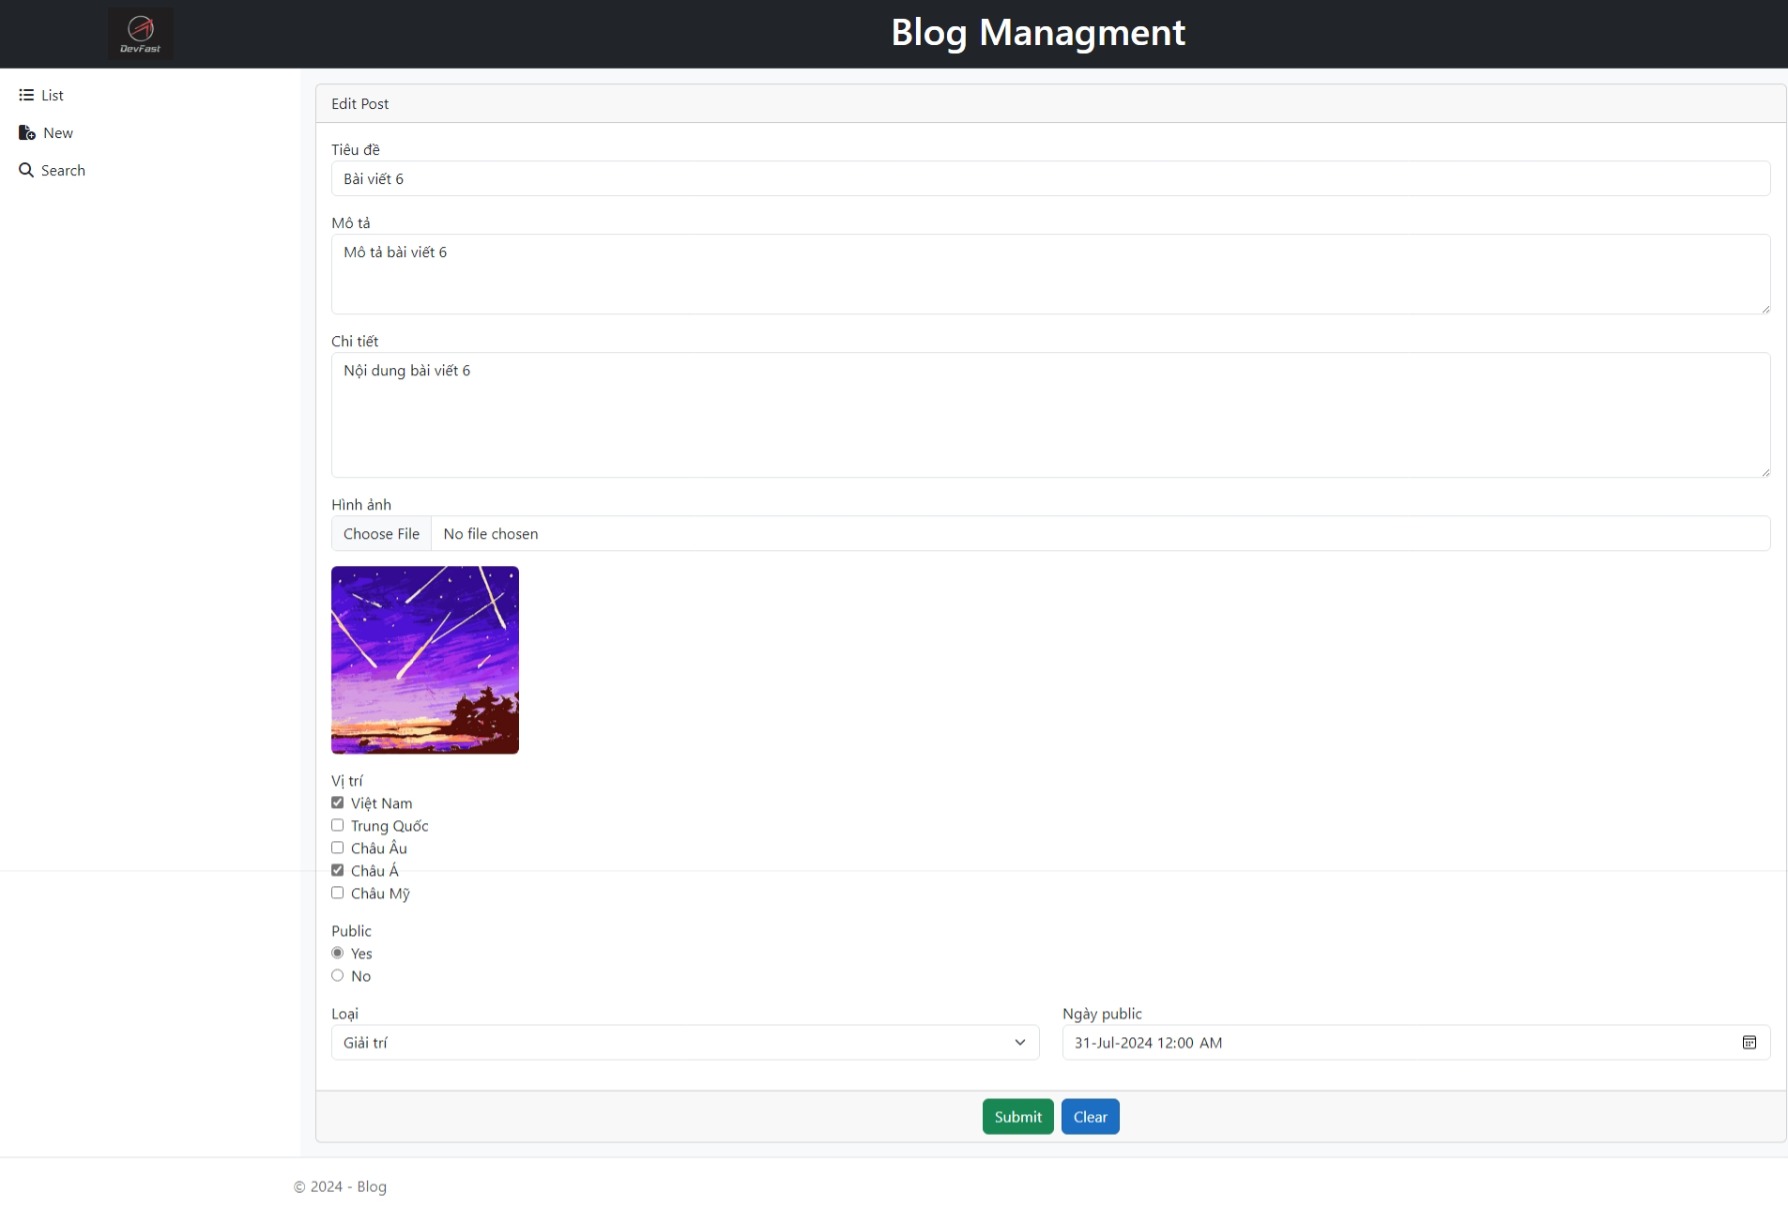 DevFast
Blog Managment
List
New
Search
Edit Post
Tiêu đề
Bài viết 6
Mô tả
Mô tả bài viết 6
Chi tiết
Nội dung bài viết 6
Hình ảnh
Choose File No file chosen
Vị trí
Việt Nam
Trung Quốc
Châu Âu
Châu Á
Châu Mỹ
Public
Yes
No
Loại
Giải trí
Ngày public
31-Jul-2024 12:00 AM
Submit Clear
© 2024 - Blog